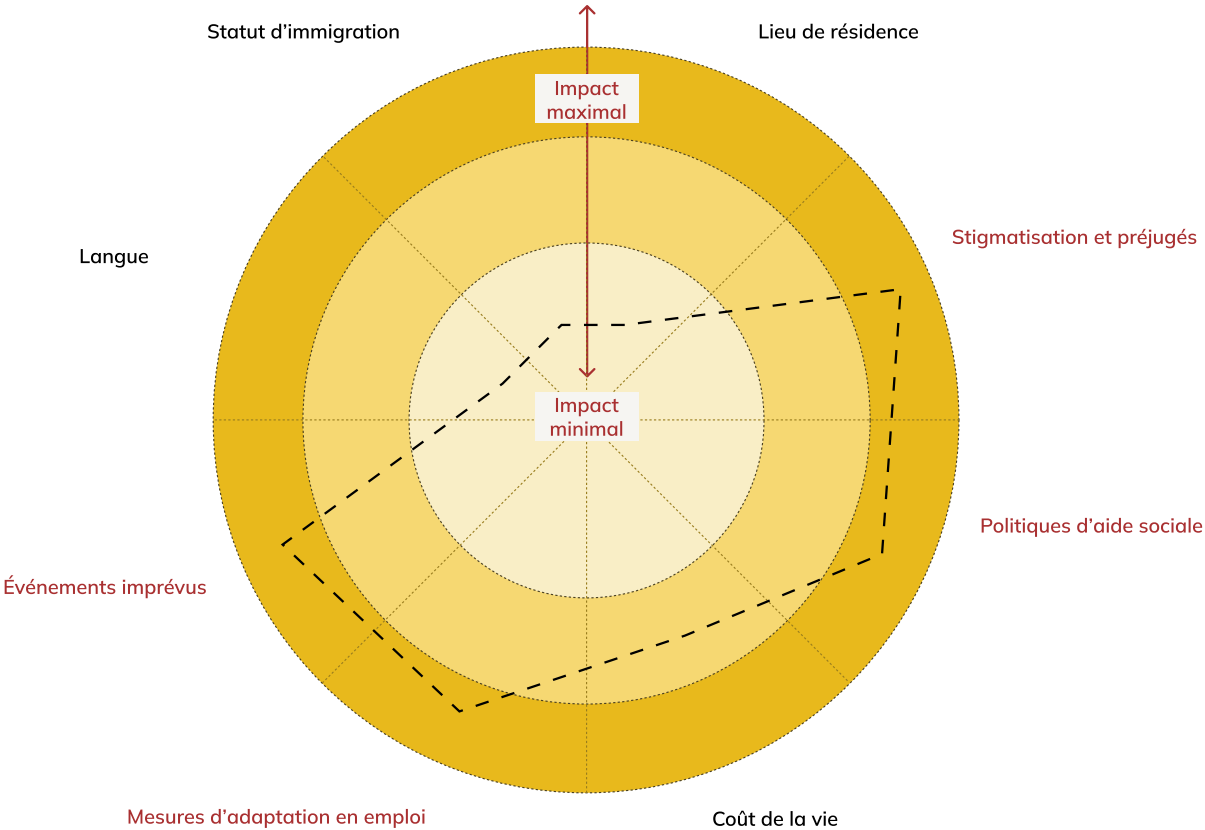 Statut d’immigration
Lieu de résidence
Impact
maximal
Stigmatisation et préjugés
Langue
Impact
minimal
Politiques d’aide sociale
Événements imprévus
Mesures d’adaptation en emploi
Coût de la vie